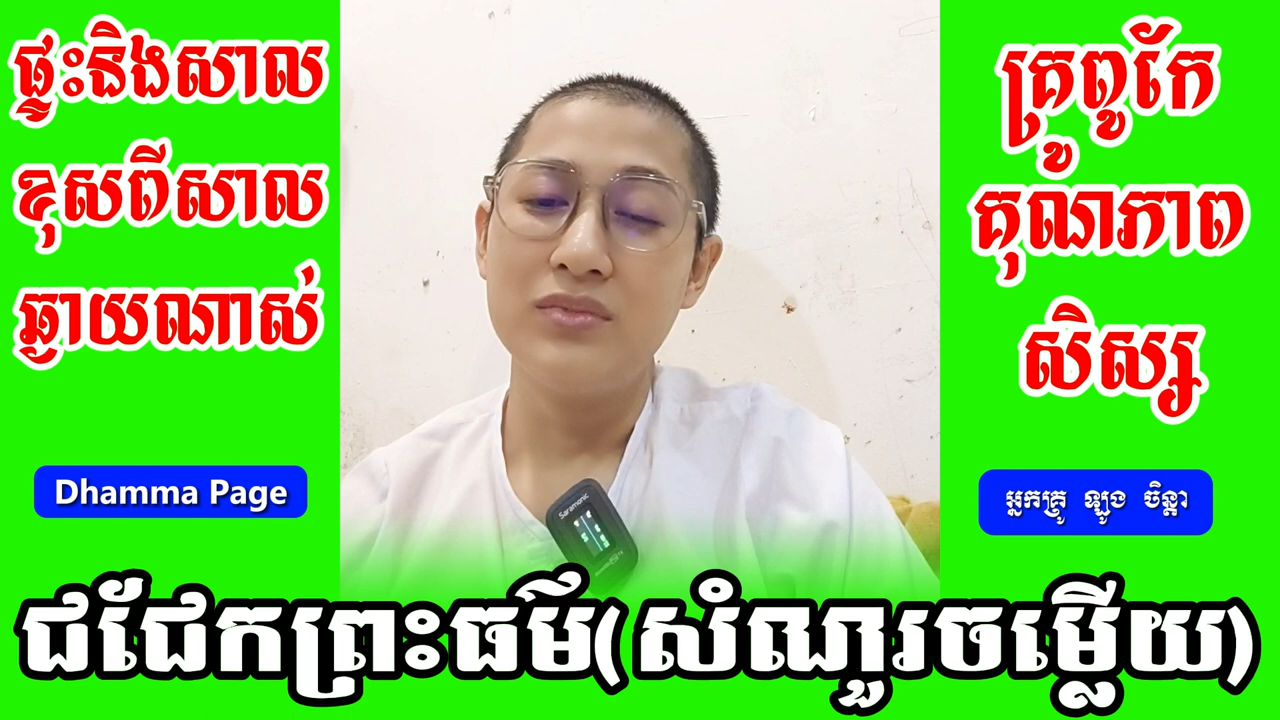 ផ្ទុះនិងសាល
ខុសពីសាល
ឆ្ងាយណាស់
Dhamma Page
គ្រូពូកែ
គុណភាព
សិស្ស
អ្នកគ្រូ ឡុង ចិន្តា
Saramonic
ជជែកព្រះធម៌(សំណួរចម្លើយ)